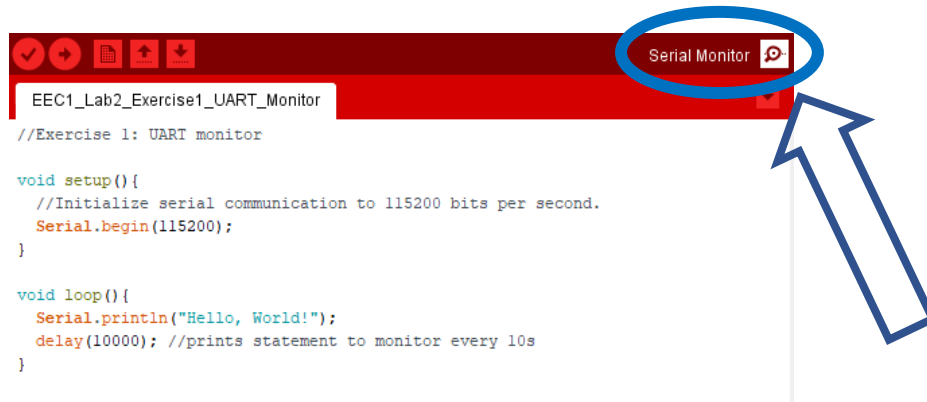 Serial Monitor
EEC1_Lab2_Exercise1_UART_Monitor
//Exercise 1: UART monitor
void setup(){
//Initialize serial communication to 115200 bits per second.
Serial.begin(115200);
}
void loop(){
Serial.println("Hello, World!");
delay(10000); //prints statement to monitor every 10s
}